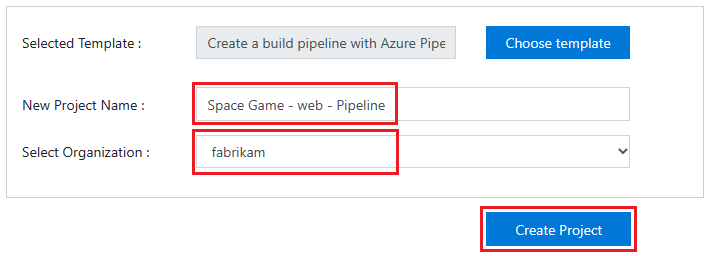 Selected Template :
Create a build pipeline with Azure Pipe
Choose template
New Project Name :
Space Game - web - Pipeline
Select Organization :
fabrikam
Create Project